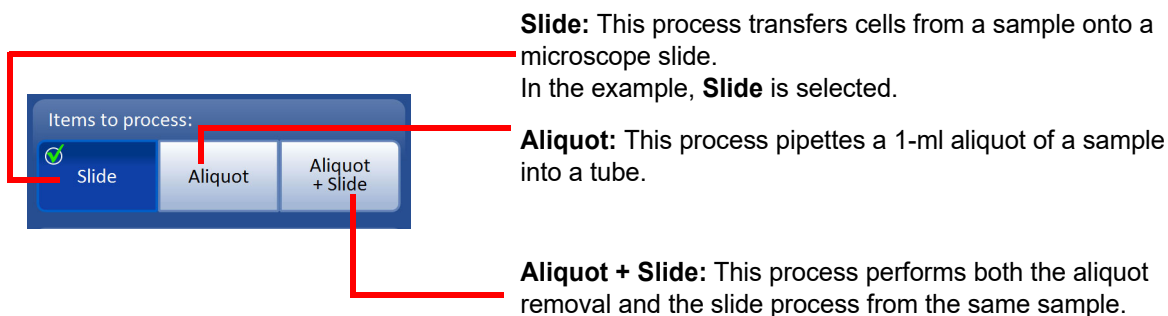 Slide: This process transfers cells from a sample onto a
microscope slide.
In the example, Slide is selected.
Items to process:
Slide
Aliquot
Aliquot
+ Slide
Aliquot: This process pipettes a 1-ml aliquot of a sample
into a tube.
Aliquot + Slide: This process performs both the aliquot
removal and the slide process from the same sample.